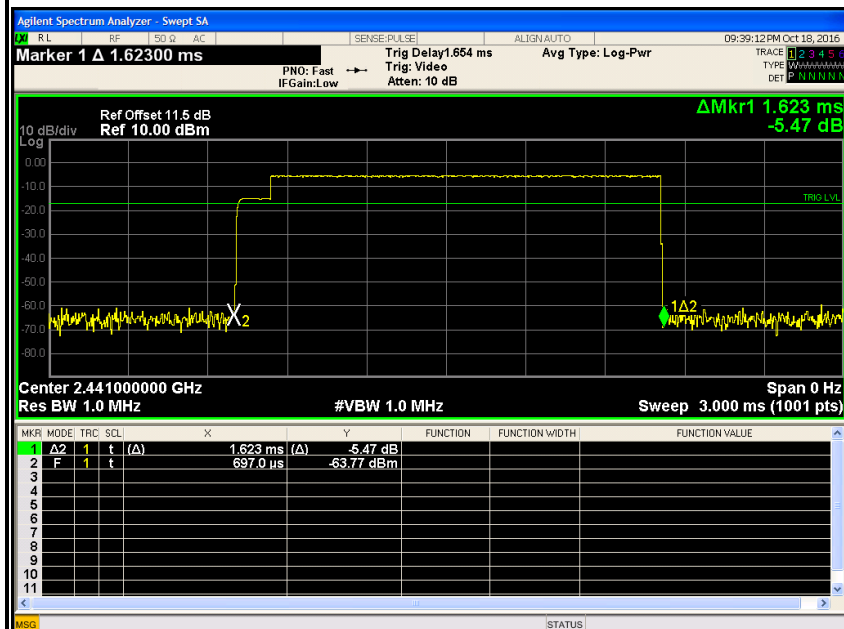 Agilent Spectrum Analyzer - Swept SA
LXI RL RF 50 Ω AC SENSE:PULSE ALIGN AUTO 09:39:12 PM Oct 18, 2016
Marker 1 Δ 1.62300 ms
Trig Delay1.654 ms Avg Type: Log-Pwr TRACE 1 2 3 4 5 6
PNO: Fast Trig: Video TYPE
IFGain:Low Atten: 10 dB DET P N N N N N
ΔMkr1 1.623 ms
-5.47 dB
Ref Offset 11.5 dB
10 dB/div Ref 10.00 dBm
Log
0.00
-10.0
TRIG LVL
-20.0
-30.0
-40.0
-50.0
-60.0
1Δ2
2
-70.0
-80.0
Center 2.441000000 GHz Span 0 Hz
Res BW 1.0 MHz #VBW 1.0 MHz Sweep 3.000 ms (1001 pts)
MKR MODE TRC SCL X Y FUNCTION FUNCTION WIDTH FUNCTION VALUE
1 Δ2 1 t (Δ) 1.623 ms (Δ) -5.47 dB
2 F 1 t 697.0 µs -63.77 dBm
3
4
5
6
7
8
9
10
11
MSG STATUS